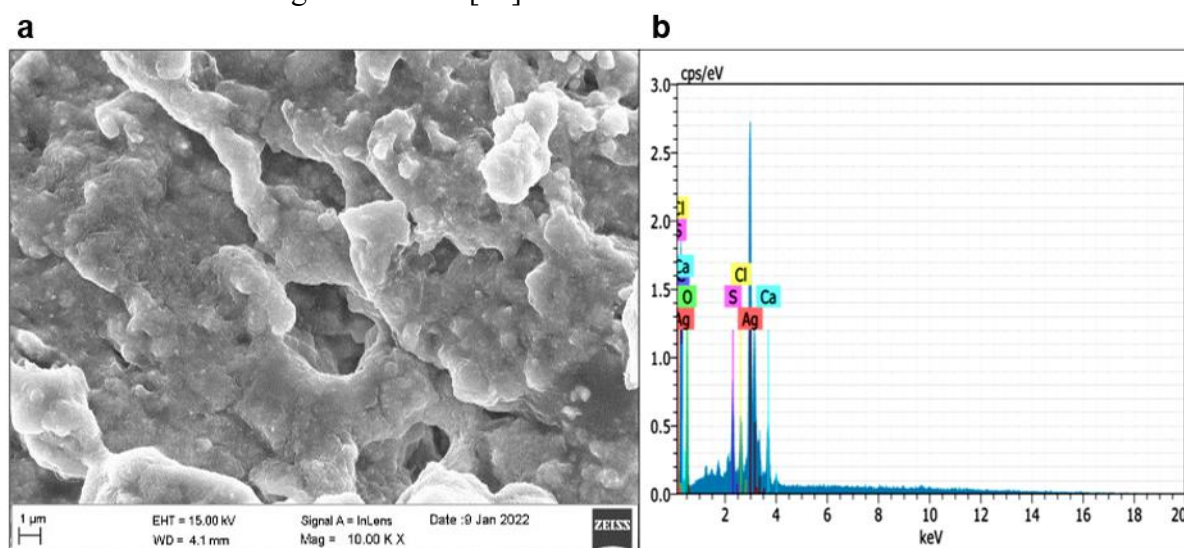 a
b
cps/eV
3.0
2.5
2.0
1.5
1.0
0.5
0.0
Cl
S
Ca
O
Ag
Cl
S
Ca
Ag
2 4 6 8 10 12 14 16 18 20
keV
1 µm
EHT = 15.00 kV
Signal A = InLens
Date :9 Jan 2022
WD = 4.1 mm
Mag = 10.00 K X
ZEISS